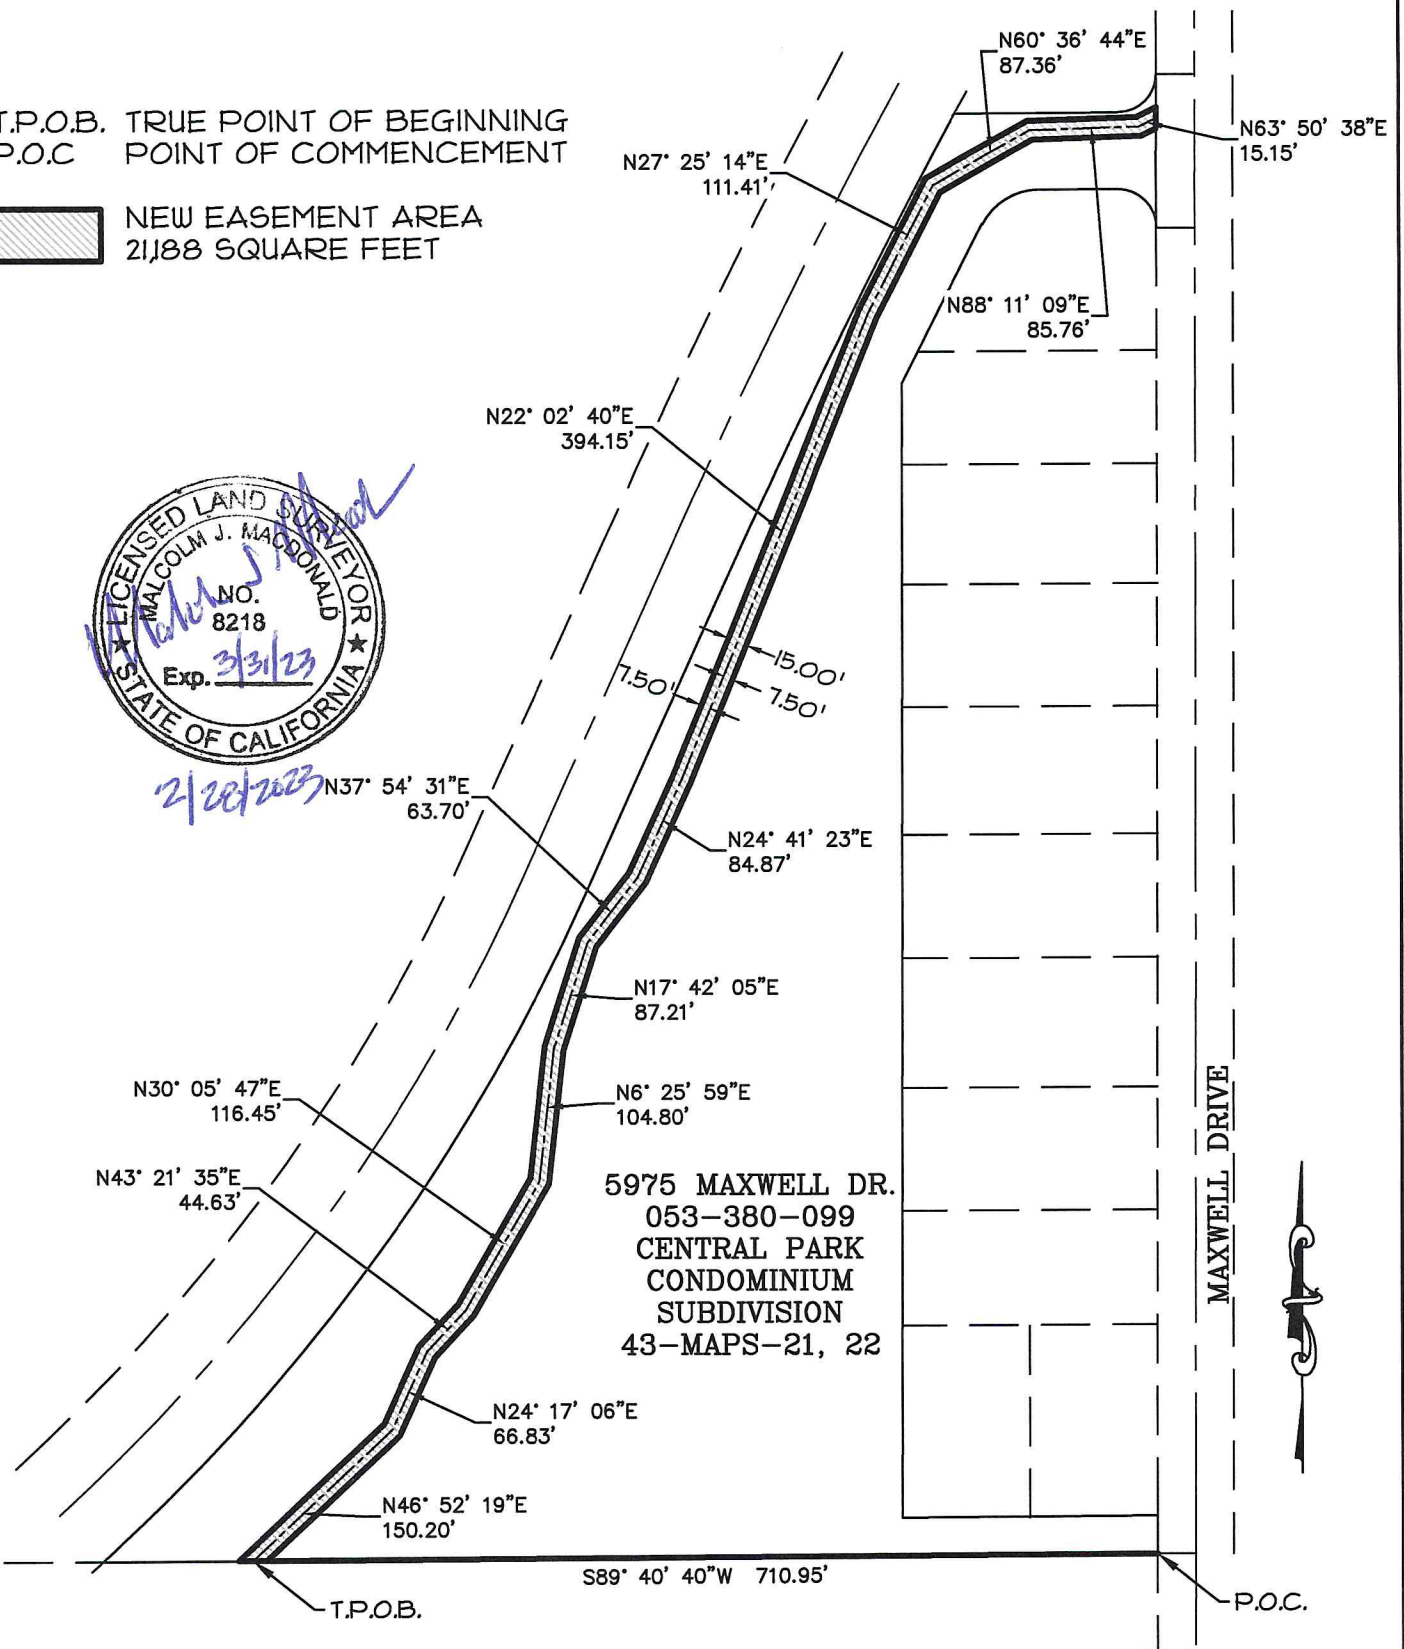 N60° 36' 44"E
87.36'
T.P.O.B. TRUE POINT OF BEGINNING
P.O.C POINT OF COMMENCEMENT
N63° 50' 38"E
15.15'
N27° 25' 14"E
111.41'
NEW EASEMENT AREA
21,188 SQUARE FEET
N88° 11' 09"E
85.76'
N22° 02' 40"E
394.15'
LICENSED LAND SURVEYOR
MALCOLM J. MACDONALD
NO.
8218
Exp. 3/31/23
STATE OF CALIFORNIA
2/28/2023
15.00'
7.50'
7.50'
N37° 54' 31"E
63.70'
N24° 41' 23"E
84.87'
N17° 42' 05"E
87.21'
N30° 05' 47"E
116.45'
N6° 25' 59"E
104.80'
N43° 21' 35"E
44.63'
5975 MAXWELL DR.
053-380-099
CENTRAL PARK
CONDOMINIUM
SUBDIVISION
43-MAPS-21, 22
MAXWELL DRIVE
N24° 17' 06"E
66.83'
N46° 52' 19"E
150.20'
S89° 40' 40"W 710.95'
T.P.O.B.
P.O.C.